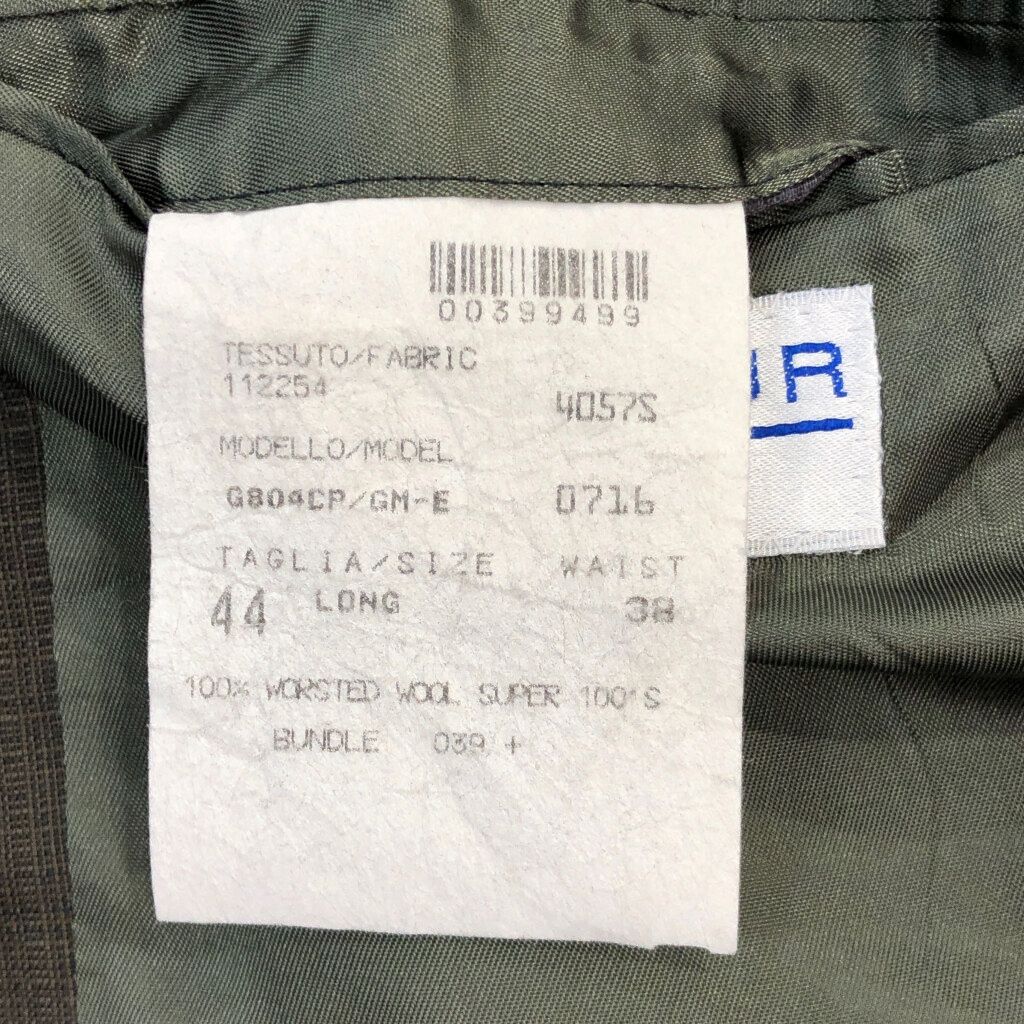 00399499
TESSUTO/FABRIC
112254
4057S
MODELLO/MODEL
G804CP/GM-E 0716
TAGLIA/SIZE WAIST
44 LONG 38
100% WORSTED WOOL SUPER 100'S
BUNDLE 039 +